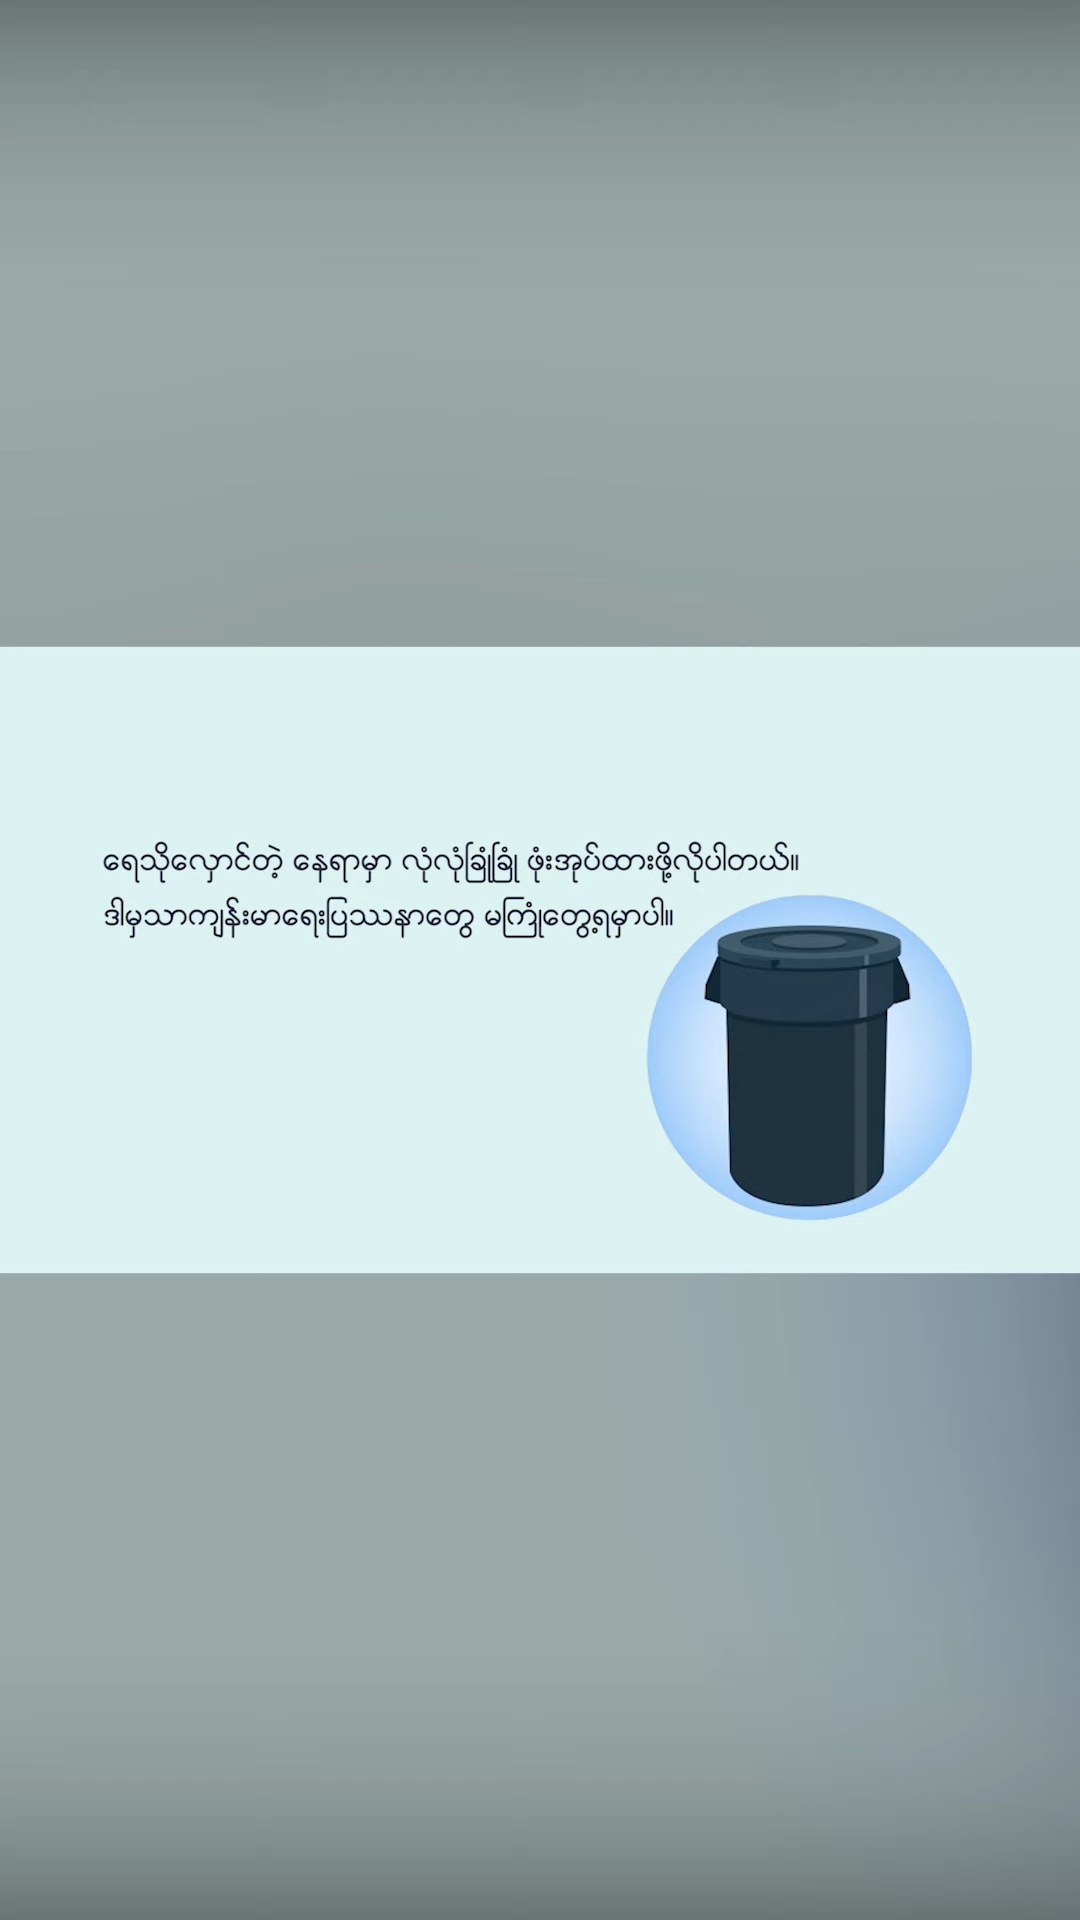 ရေသိုလှောင်တဲ့ နေရာမှာ လုံလုံခြုံခြုံ ဖုံးအုပ်ထားဖို့လိုပါတယ်။
ဒါမှသာကျန်းမာရေးပြဿနာတွေ မကြုံတွေ့ရမှာပါ။